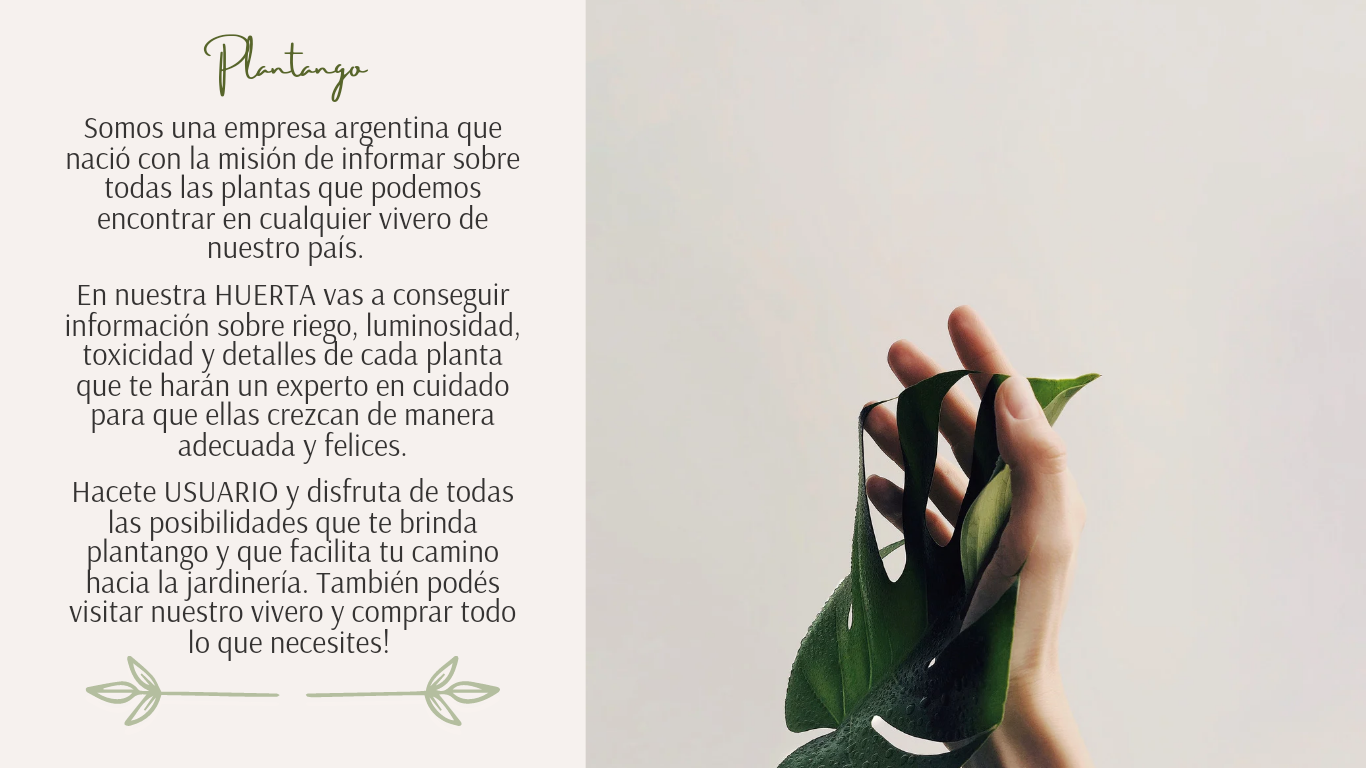 Plantango
Somos una empresa argentina que
nació con la misión de informar sobre
todas las plantas que podemos
encontrar en cualquier vivero de
nuestro país.
En nuestra HUERTA vas a conseguir
información sobre riego, luminosidad,
toxicidad y detalles de cada planta
que te harán un experto en cuidado
para que ellas crezcan de manera
adecuada y felices.
Hacete USUARIO y disfruta de todas
las posibilidades que te brinda
plantango y que facilita tu camino
hacia la jardinería. También podés
visitar nuestro vivero y comprar todo
lo que necesites!